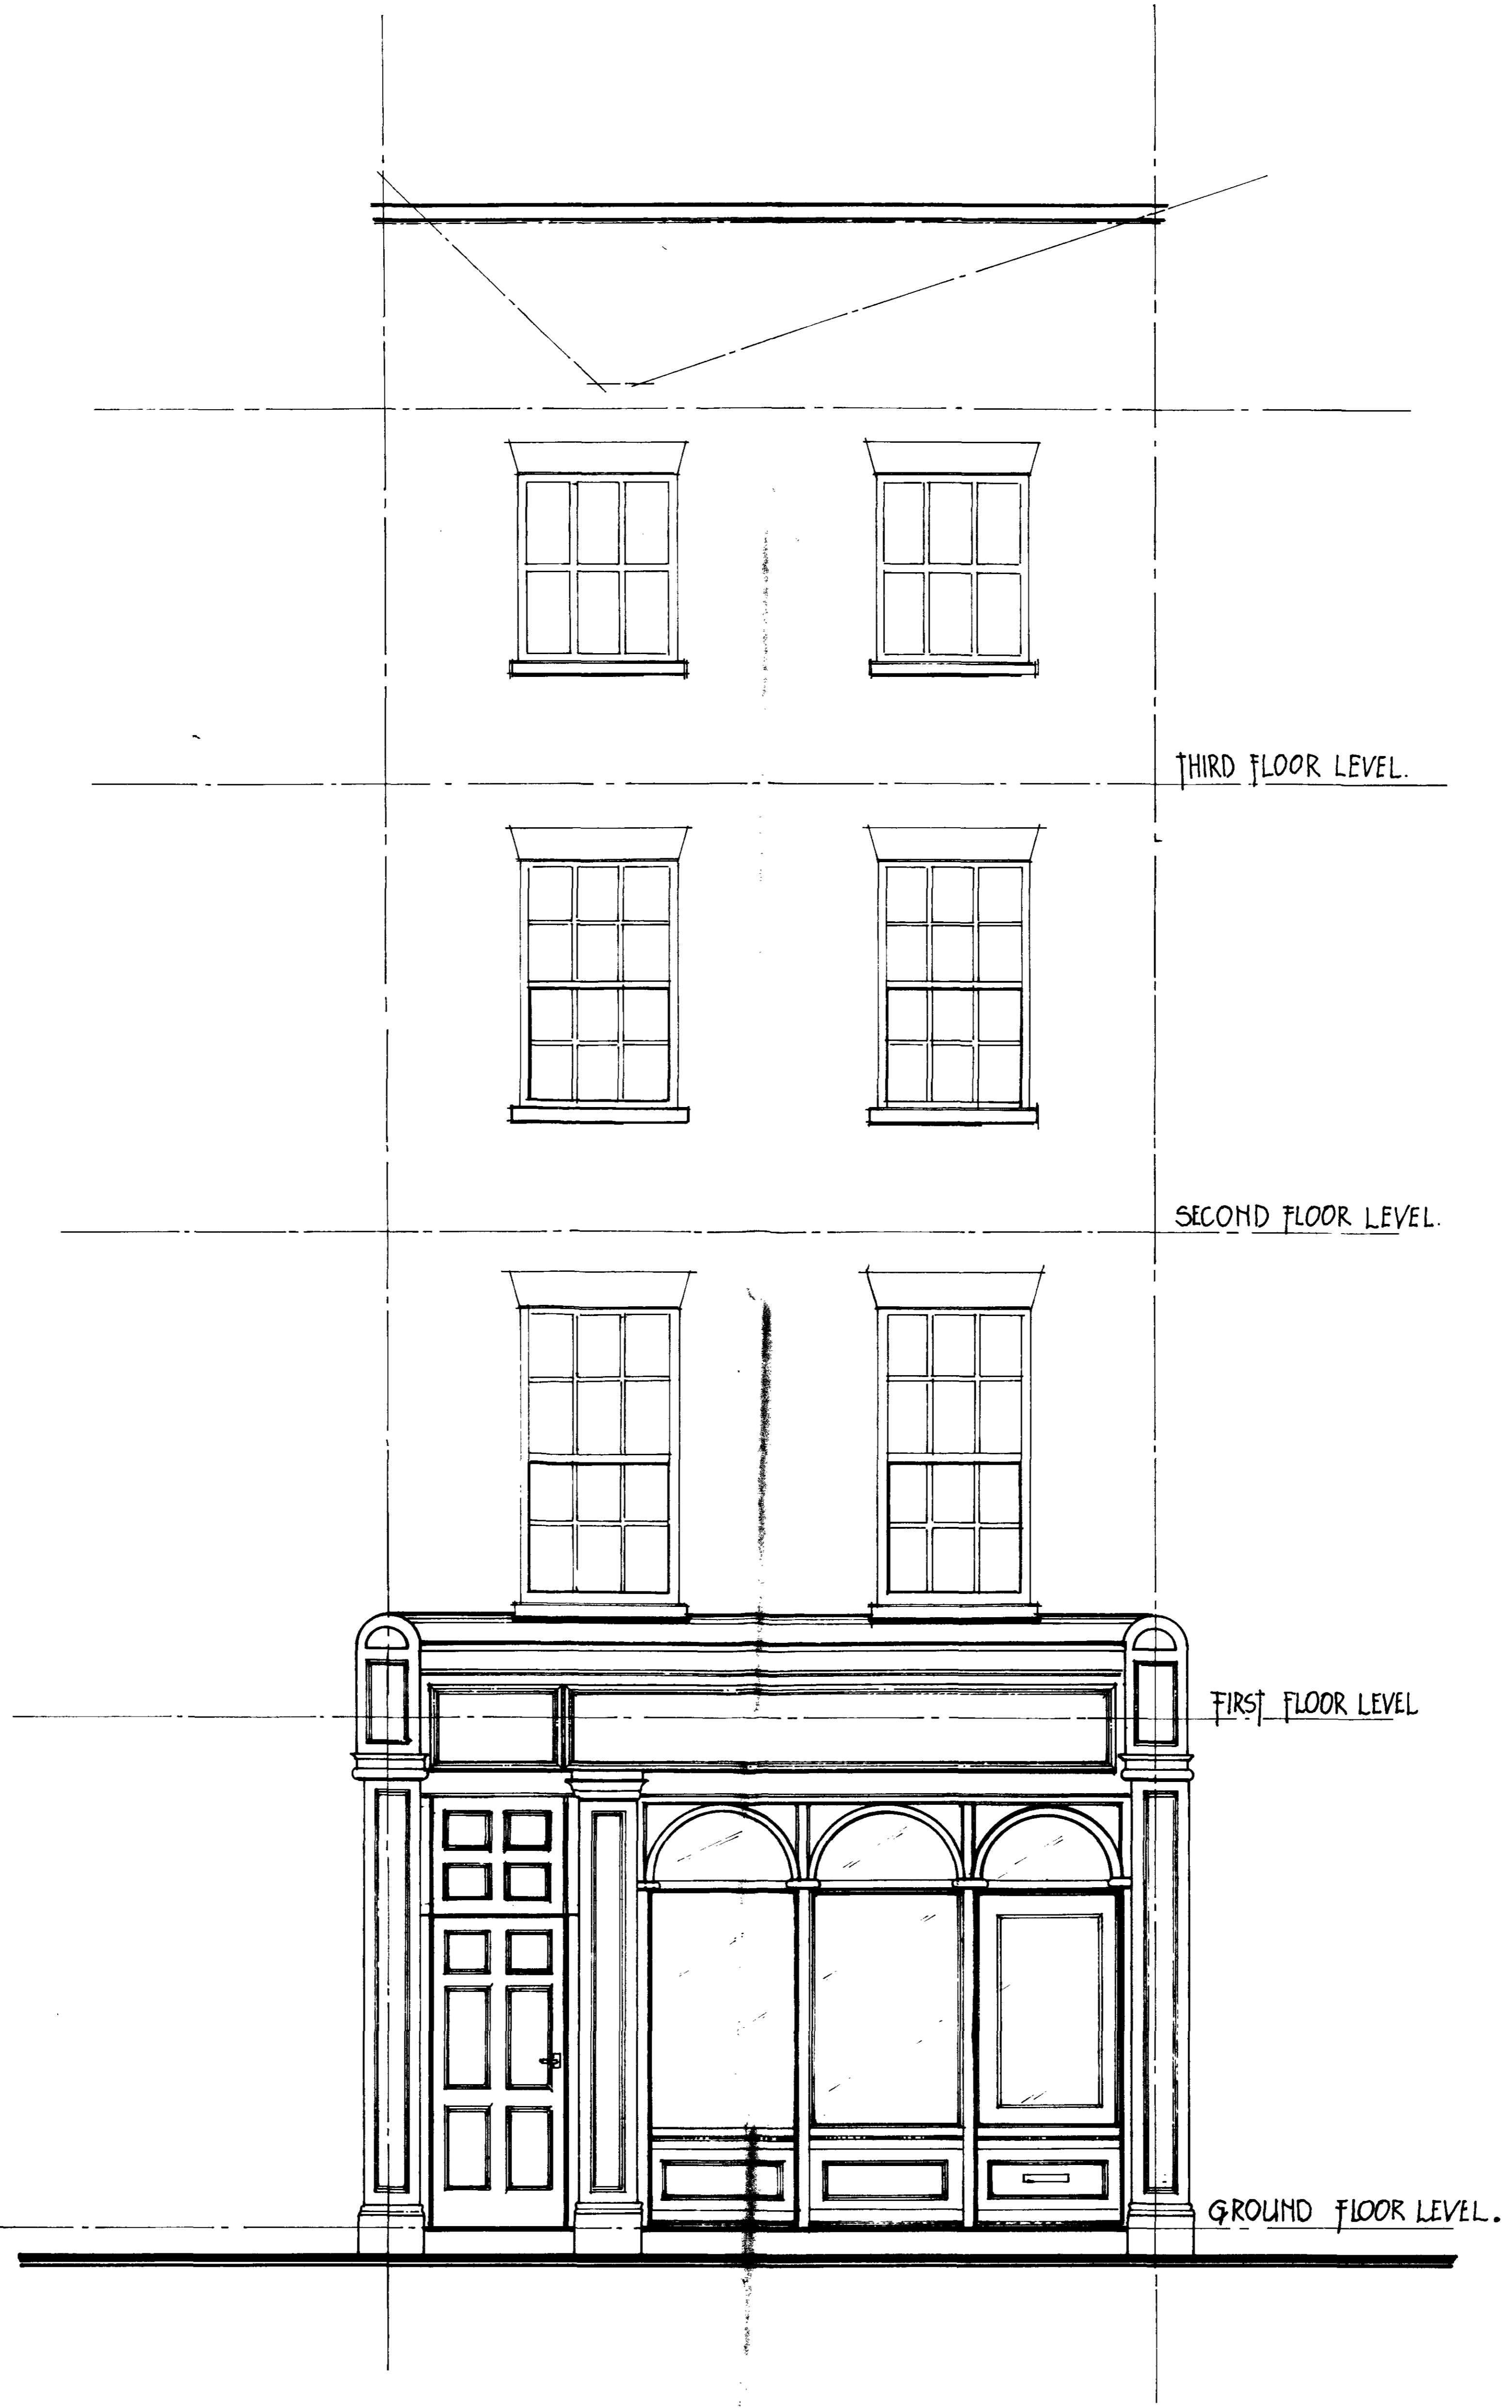 THIRD FLOOR LEVEL.
SECOND FLOOR LEVEL.
FIRST FLOOR LEVEL
GROUND FLOOR LEVEL.